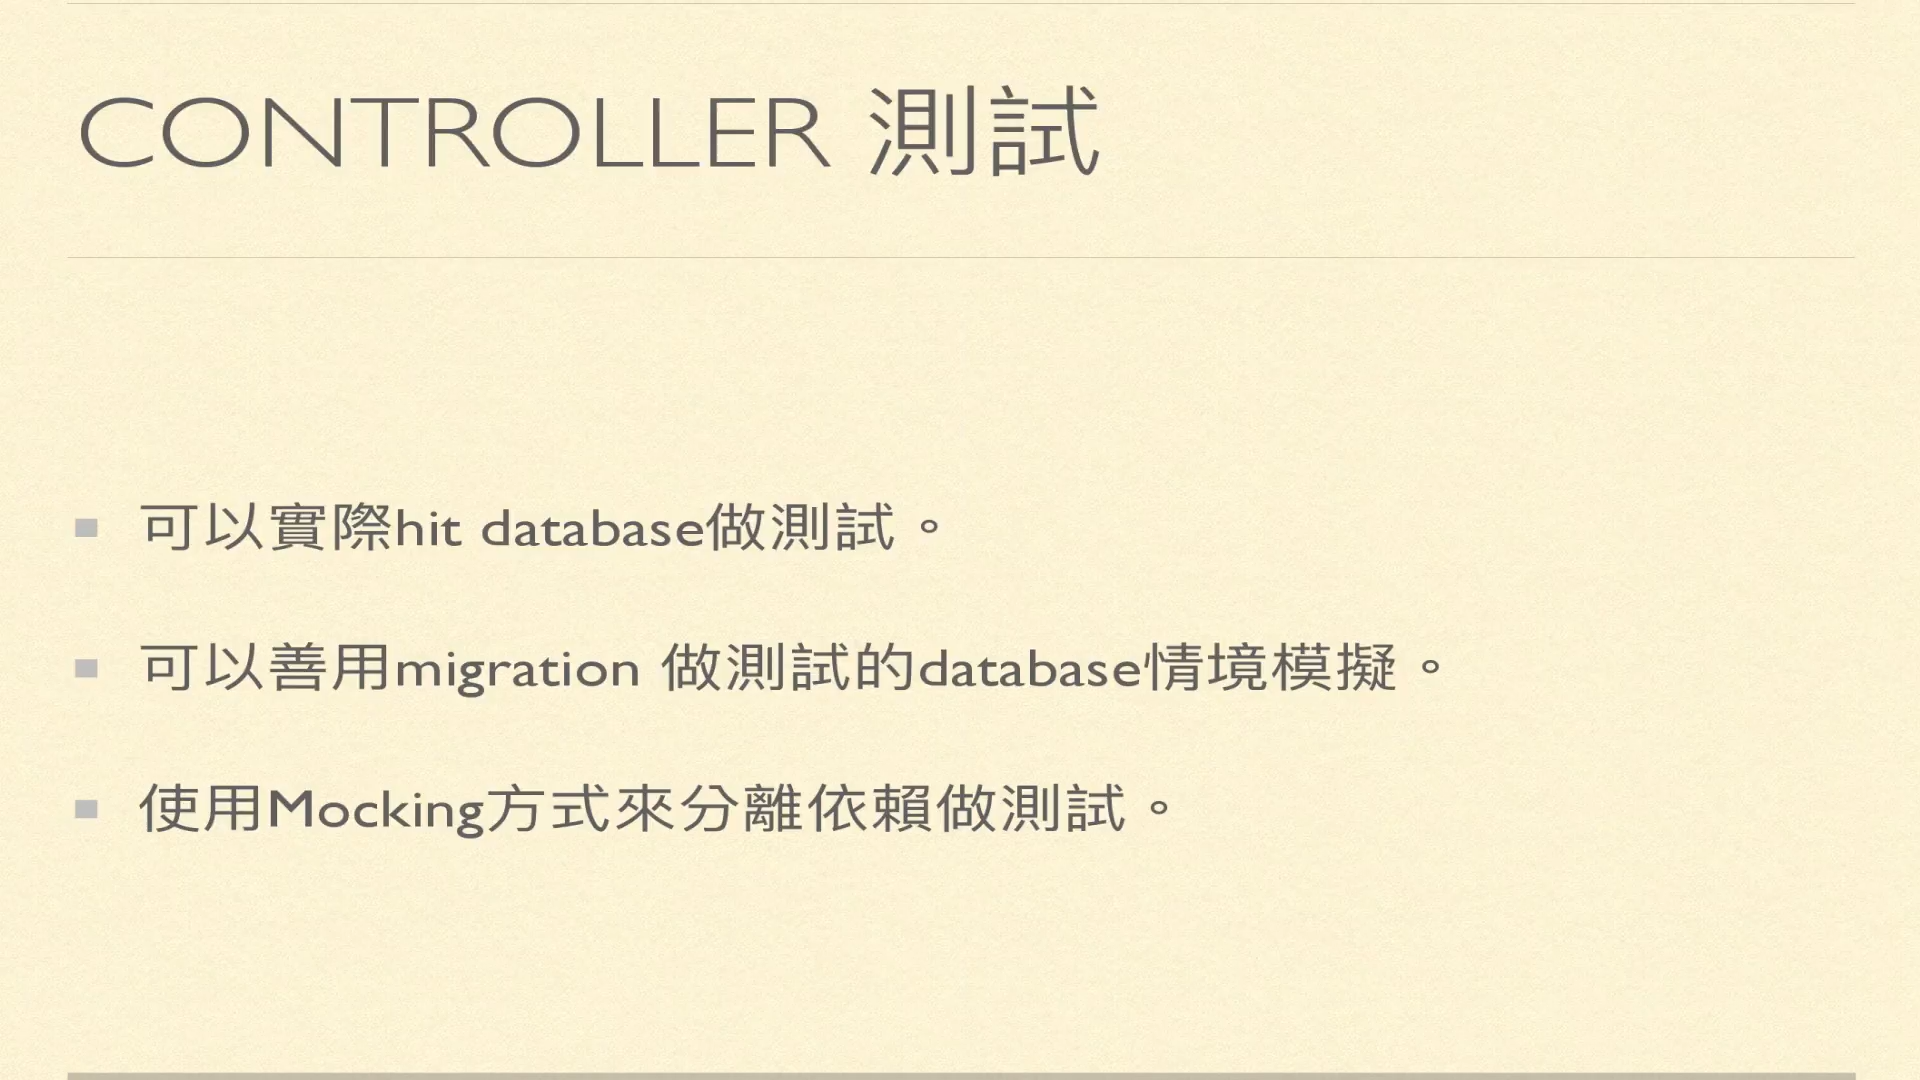 CONTROLLER 測試
可以實際hit database做測試。
可以善用migration 做測試的database情境模擬。
使用Mocking方式來分離依賴做測試。